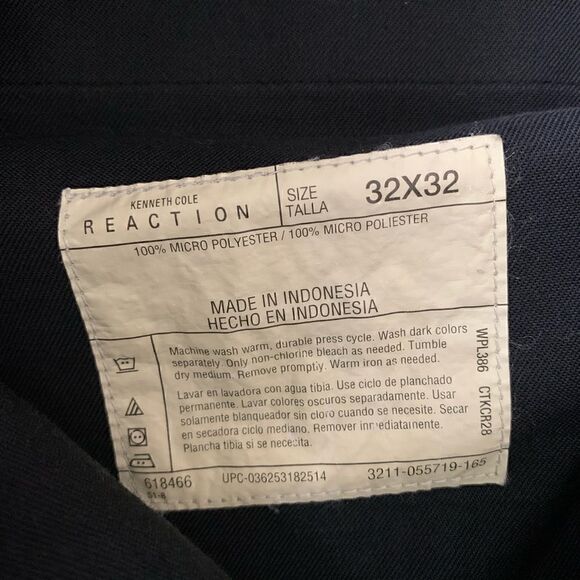 KENNETH COLE
REACTION
SIZE
TALLA
32X32
100% MICRO POLYESTER / 100% MICRO POLIESTER
MADE IN INDONESIA
HECHO EN INDONESIA
Machine wash warm, durable press cycle. Wash dark colors
separately. Only non-chlorine bleach as needed. Tumble
dry medium. Remove promptly. Warm iron as needed.
Lavar en lavadora con agua tibia. Use ciclo de planchado
permanente. Lavar colores oscuros separadamente. Usar
solamente blanqueador sin cloro cuando se necesite. Secar
en secadora ciclo mediano. Remover inmediatamente.
Plancha tibia si se necesita.
WPL386 CTKCR28
618466
S1-8
UPC-036253182514
3211-055719-165